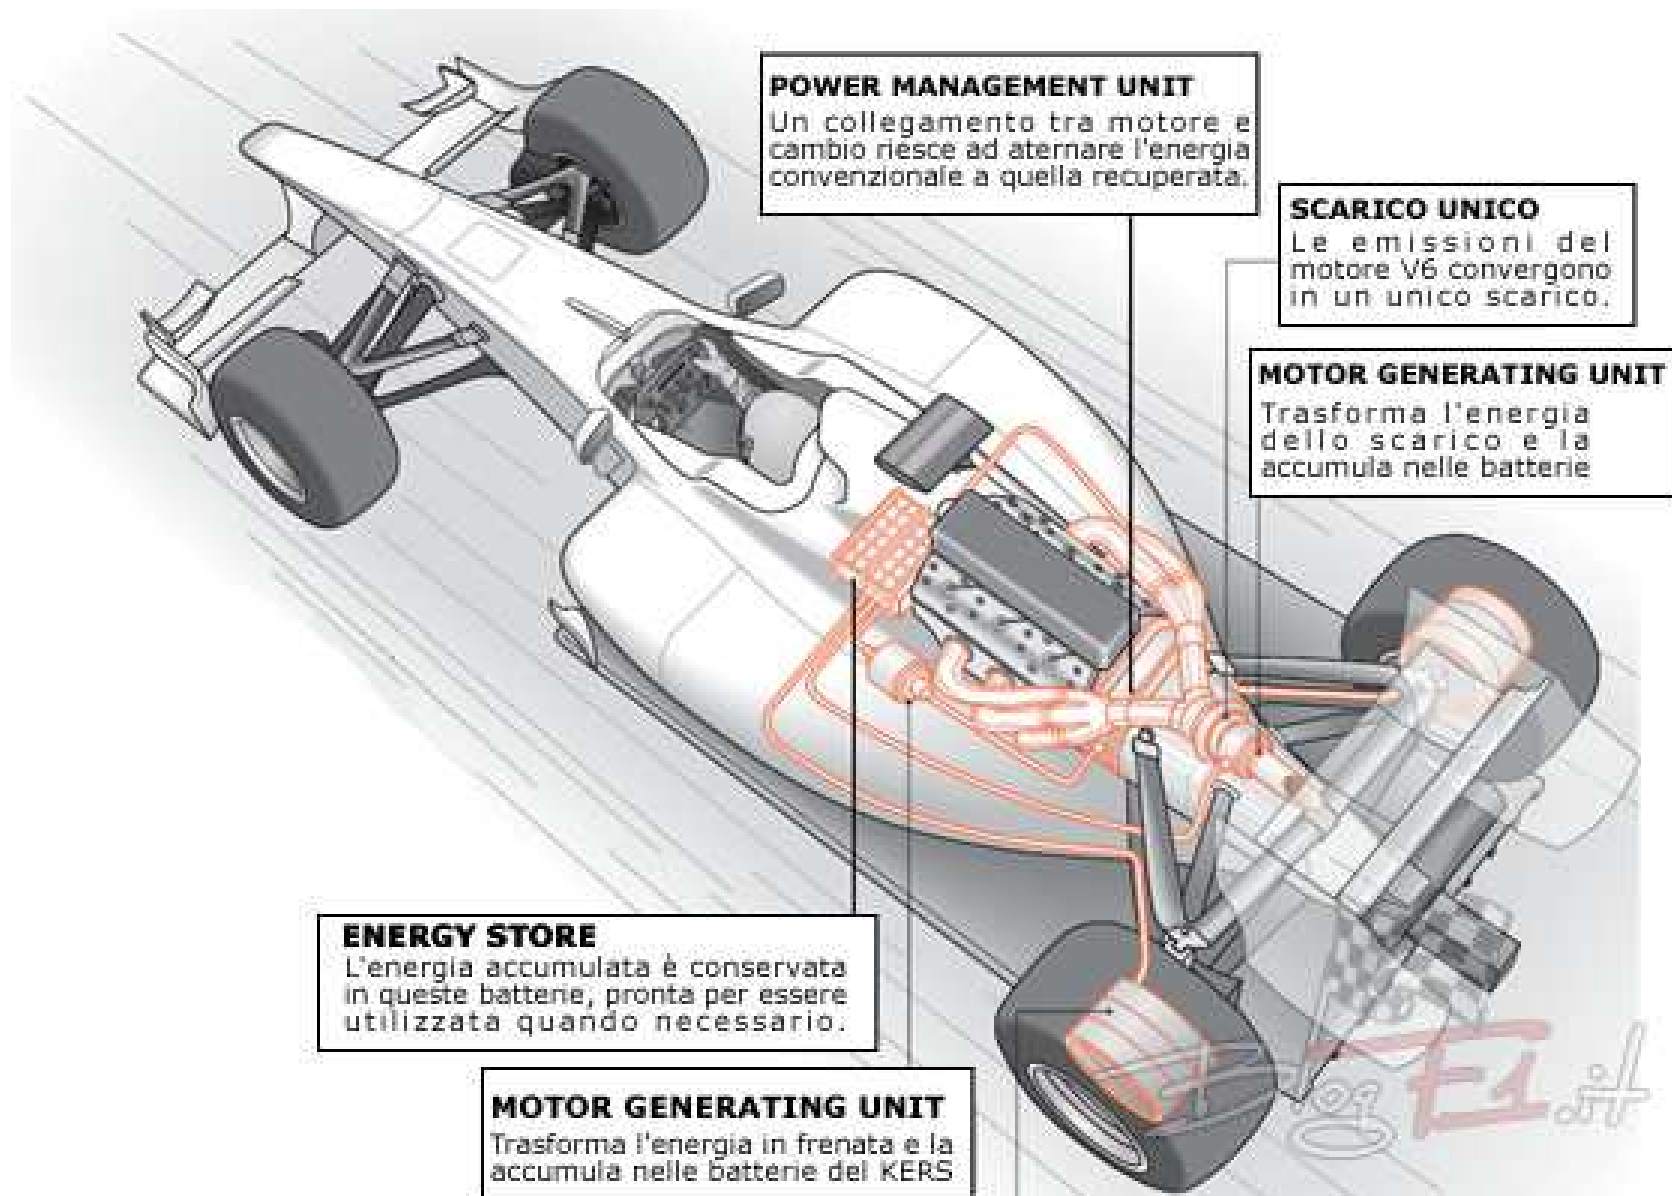 POWER MANAGEMENT UNIT
Un collegamento tra motore e
cambio riesce ad aternare l'energia
convenzionale a quella recuperata.
SCARICO UNICO
Le emissioni del
motore V6 convergono
in un unico scarico.
MOTOR GENERATING UNIT
Trasforma l'energia
dello scarico e la
accumula nelle batterie
ENERGY STORE
L'energia accumulata è conservata
in queste batterie, pronta per essere
utilizzata quando necessario.
MOTOR GENERATING UNIT
Trasforma l'energia in frenata e la
accumula nelle batterie del KERS
F1.it